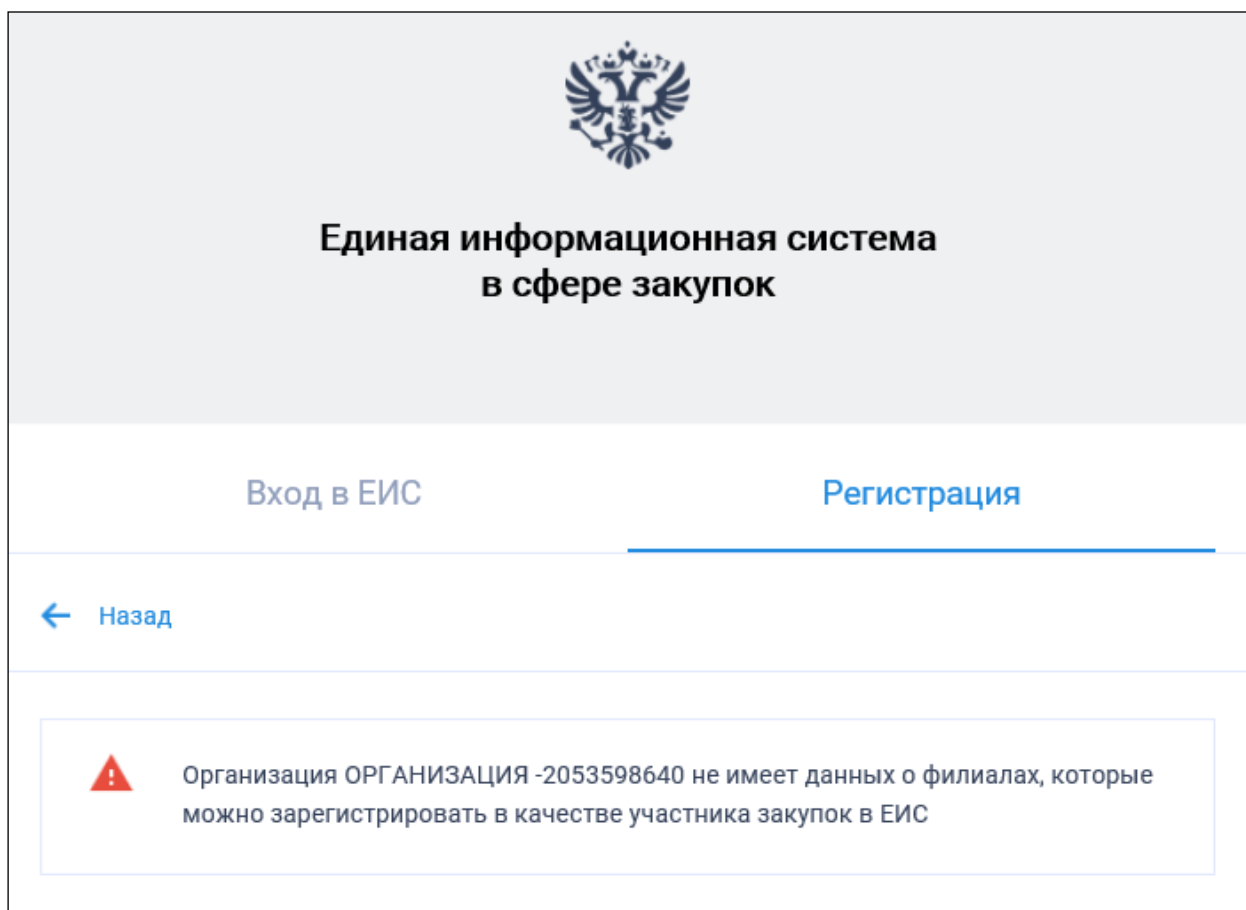 Единая информационная система
в сфере закупок
Вход в ЕИС
Регистрация
Назад
Организация ОРГАНИЗАЦИЯ -2053598640 не имеет данных о филиалах, которые
можно зарегистрировать в качестве участника закупок в ЕИС